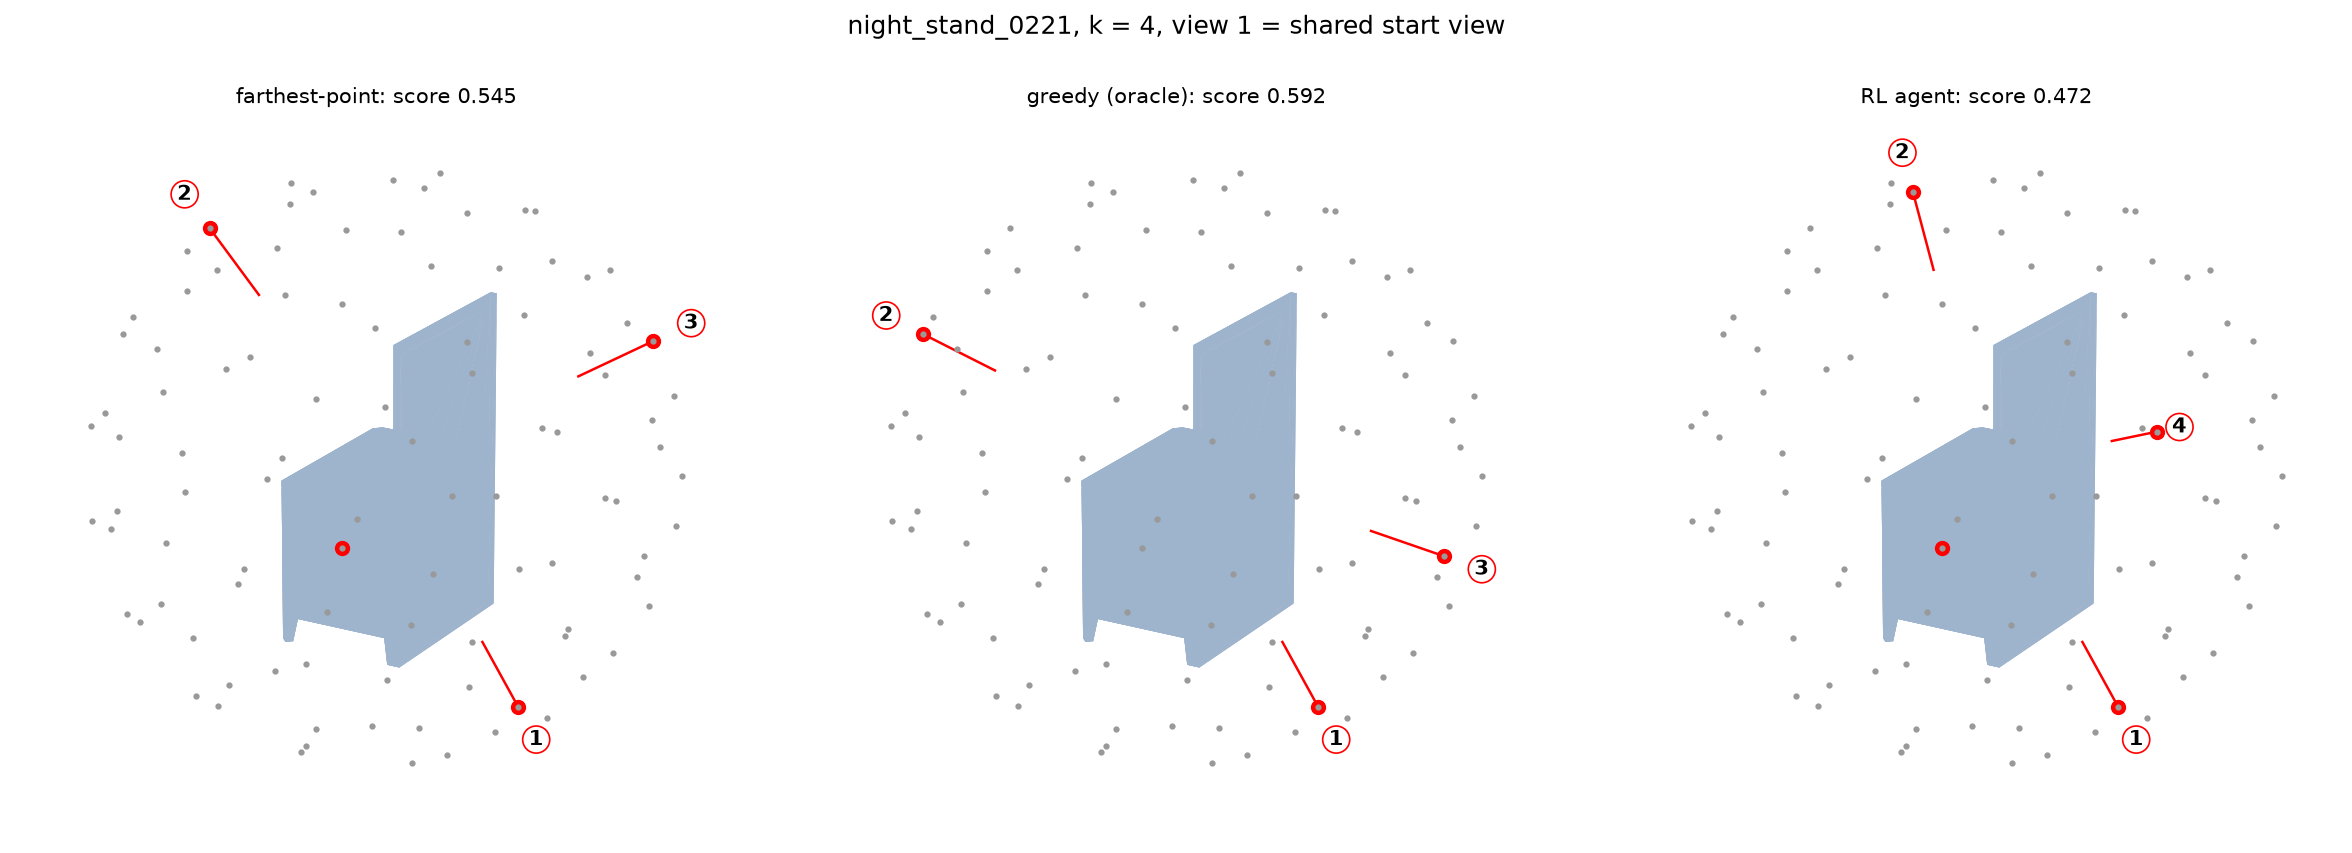 night_stand_0221, k = 4, view 1 = shared start view
farthest-point: score 0.545
2
3
1
greedy (oracle): score 0.592
2
3
1
RL agent: score 0.472
2
4
1